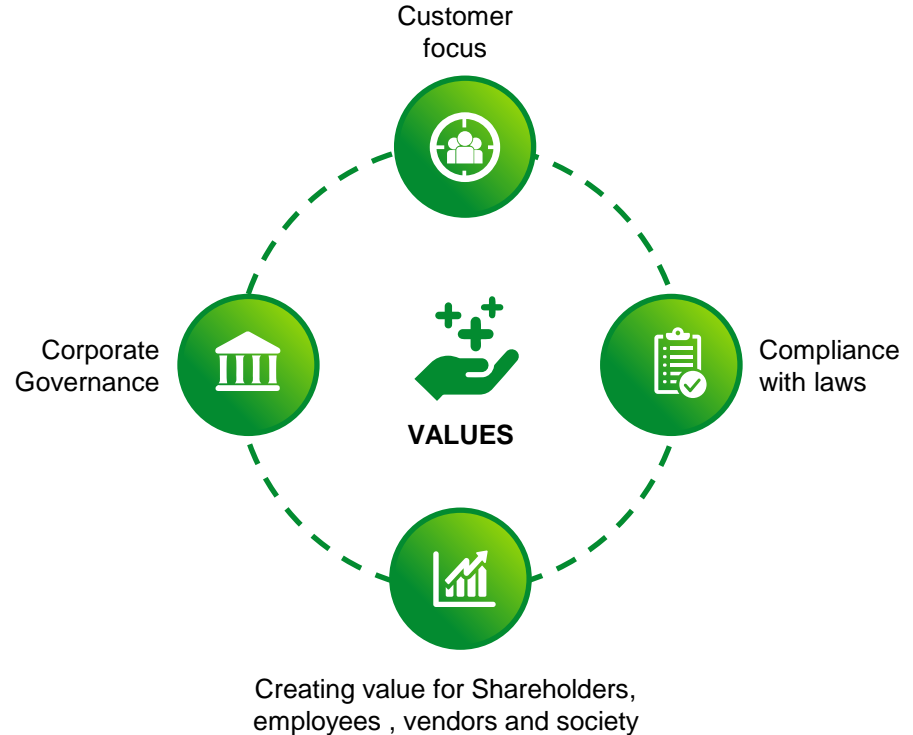 Customer
focus
Corporate
Governance
Compliance
with laws
VALUES
Creating value for Shareholders,
employees , vendors and society